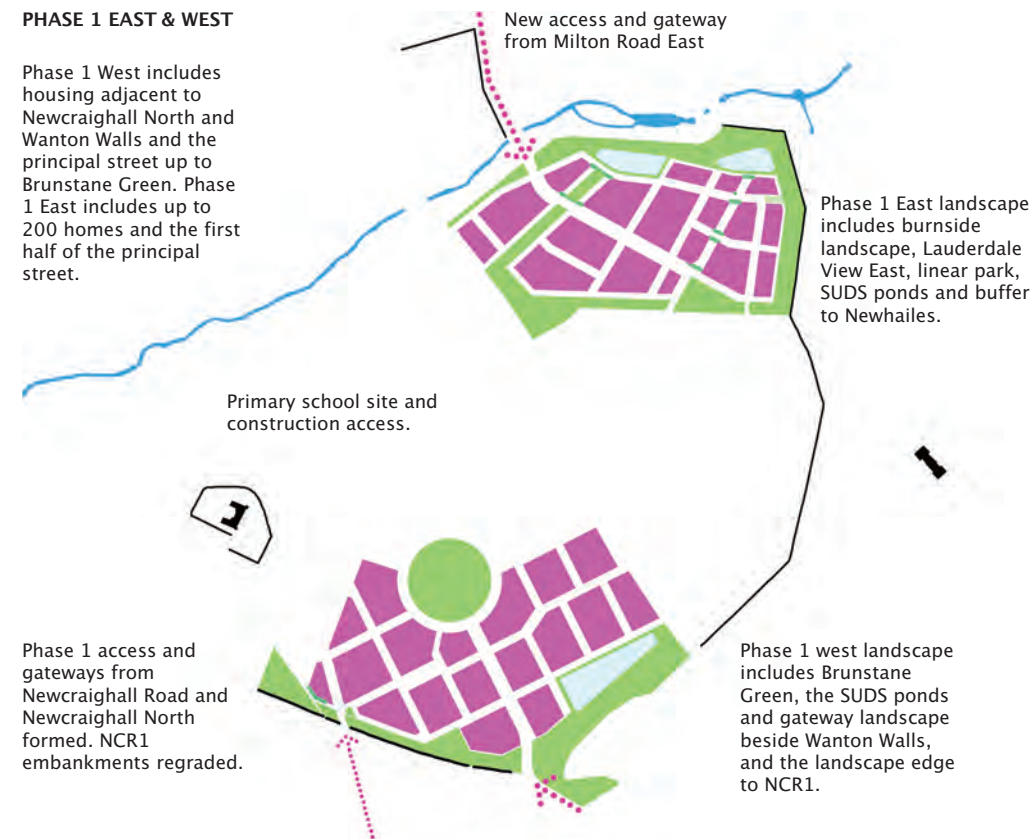 PHASE 1 EAST & WEST
Phase 1 West includes
housing adjacent to
Newcraighall North and
Wanton Walls and the
principal street up to
Brunstane Green. Phase
1 East includes up to
200 homes and the first
half of the principal
street.
New access and gateway
from Milton Road East
Phase 1 East landscape
includes burnside
landscape, Lauderdale
View East, linear park,
SUDS ponds and buffer
to Newhailes.
Primary school site and
construction access.
Phase 1 access and
gateways from
Newcraighall Road and
Newcraighall North
formed. NCR1
embankments regraded.
Phase 1 west landscape
includes Brunstane
Green, the SUDS ponds
and gateway landscape
beside Wanton Walls,
and the landscape edge
to NCR1.